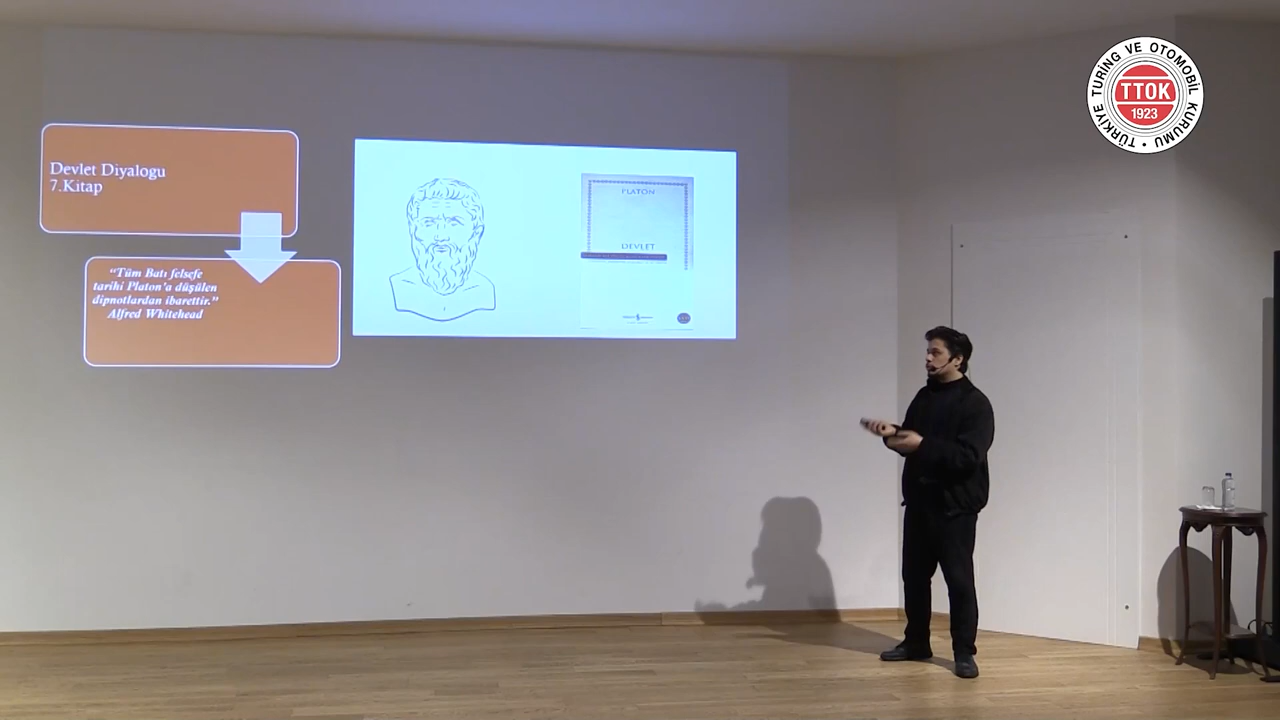 Devlet Diyalogu
7.Kitap
“Tüm Batı felsefe
tarihi Platon’a düşülen
dipnotlardan ibarettir.”
Alfred Whitehead
PLATON
DEVLET
TÜRKİYE TURİNG VE OTOMOBİL KURUMU
TTOK
1923